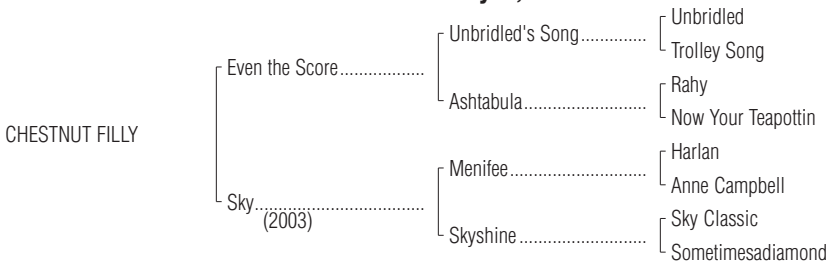 Unbridled
Unbridled's Song..............
Trolley Song
Even the Score..................
Rahy
Ashtabula..........................
Now Your Teapottin
CHESTNUT FILLY
Harlan
Menifee.............................
Anne Campbell
Sky....................................
(2003)
Sky Classic
Skyshine ...........................
Sometimesadiamond